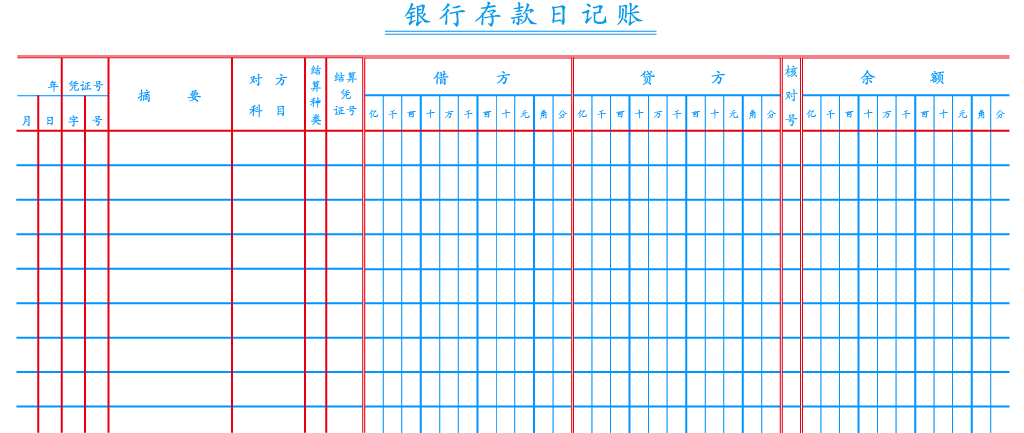 银行存款日记账
年 凭证号 摘要 对方科目 结算种类 结算凭证号 借方 贷方 核对号 余额
月 日 字 号 亿 千 百 十 万 千 百 十 元 角 分 亿 千 百 十 万 千 百 十 元 角 分 亿 千 百 十 万 千 百 十 元 角 分